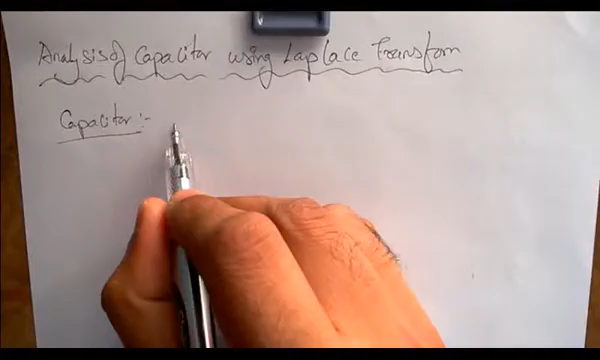 Analysis of Capacitor using Laplace Transform
Capacitor :-